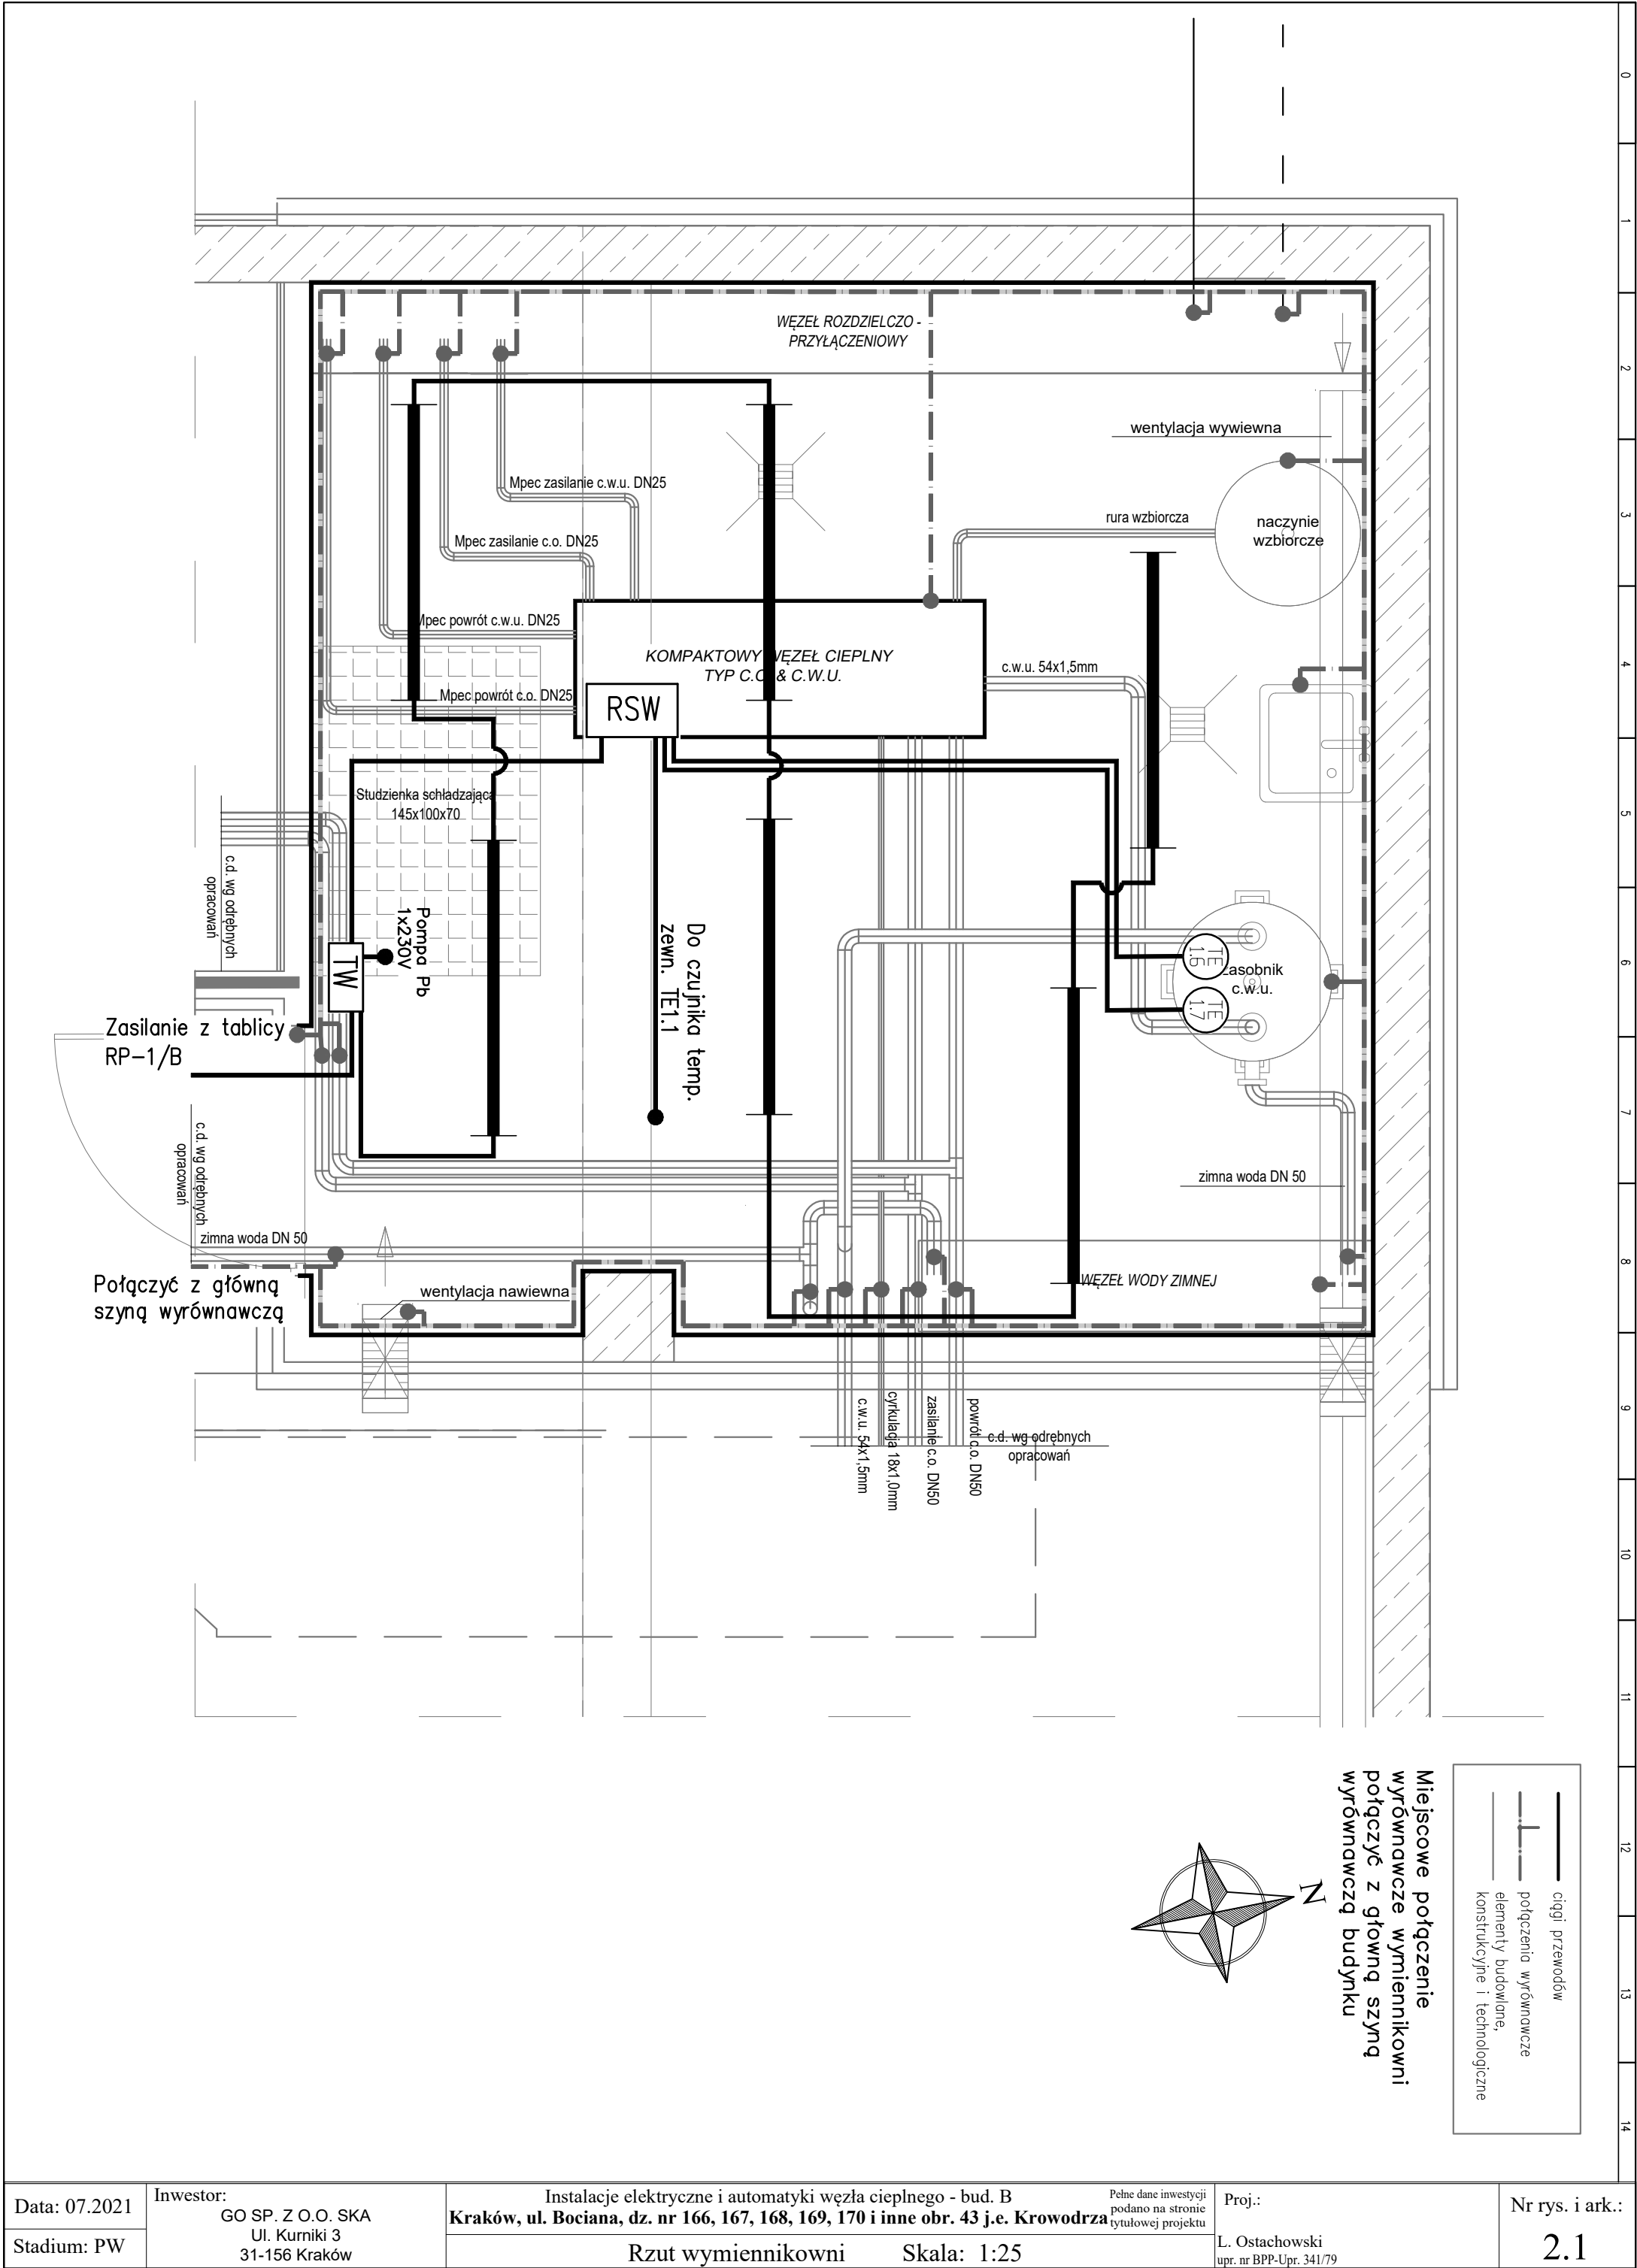 0
1
2
3
4
5
6
7
8
9
10
11
12
13
14
WĘZEŁ ROZDZIELCZO -
PRZYŁĄCZENIOWY
wentylacja wywiewna
Mpec zasilanie c.w.u. DN25
rura wzbiorcza
naczynie
wzbiorcze
Mpec zasilanie c.o. DN25
Mpec powrót c.w.u. DN25
KOMPAKTOWY WĘZEŁ CIEPLNY
TYP C.O. & C.W.U.
c.w.u. 54x1,5mm
Mpec powrót c.o. DN25
RSW
Studzienka schładzająca
145x100x70
c.d. wg odrębnych
opracowań
Pompa Pb
1x230V
TW
Do czujnika temp.
zewn. TE1.1
TE
1.6
zasobnik
c.w.u.
TE
1.7
Zasilanie z tablicy
RP-1/B
c.d. wg odrębnych
opracowań
zimna woda DN 50
zimna woda DN 50
Połączyć z główną
szyną wyrównawczą
wentylacja nawiewna
WĘZEŁ WODY ZIMNEJ
c.w.u. 54x1,5mm
cyrkulacja 18x1,0mm
zasilanie c.o. DN50
powrót c.o. DN50
c.d. wg odrębnych
opracowań
Miejscowe połączenie
wyrównawcze wymiennikowni
połączyć z główną szyną
wyrównawczą budynku
N
ciągi przewodów
połączenia wyrównawcze
elementy budowlane,
konstrukcyjne i technologiczne
Data: 07.2021
Stadium: PW
Inwestor:
GO SP. Z O.O. SKA
Ul. Kurniki 3
31-156 Kraków
Instalacje elektryczne i automatyki węzła cieplnego - bud. B
Kraków, ul. Bociana, dz. nr 166, 167, 168, 169, 170 i inne obr. 43 j.e. Krowodrza
Pełne dane inwestycji
podano na stronie
tytułowej projektu
Rzut wymiennikowni Skala: 1:25
Proj.:
L. Ostachowski
upr. nr BPP-Upr. 341/79
Nr rys. i ark.:
2.1